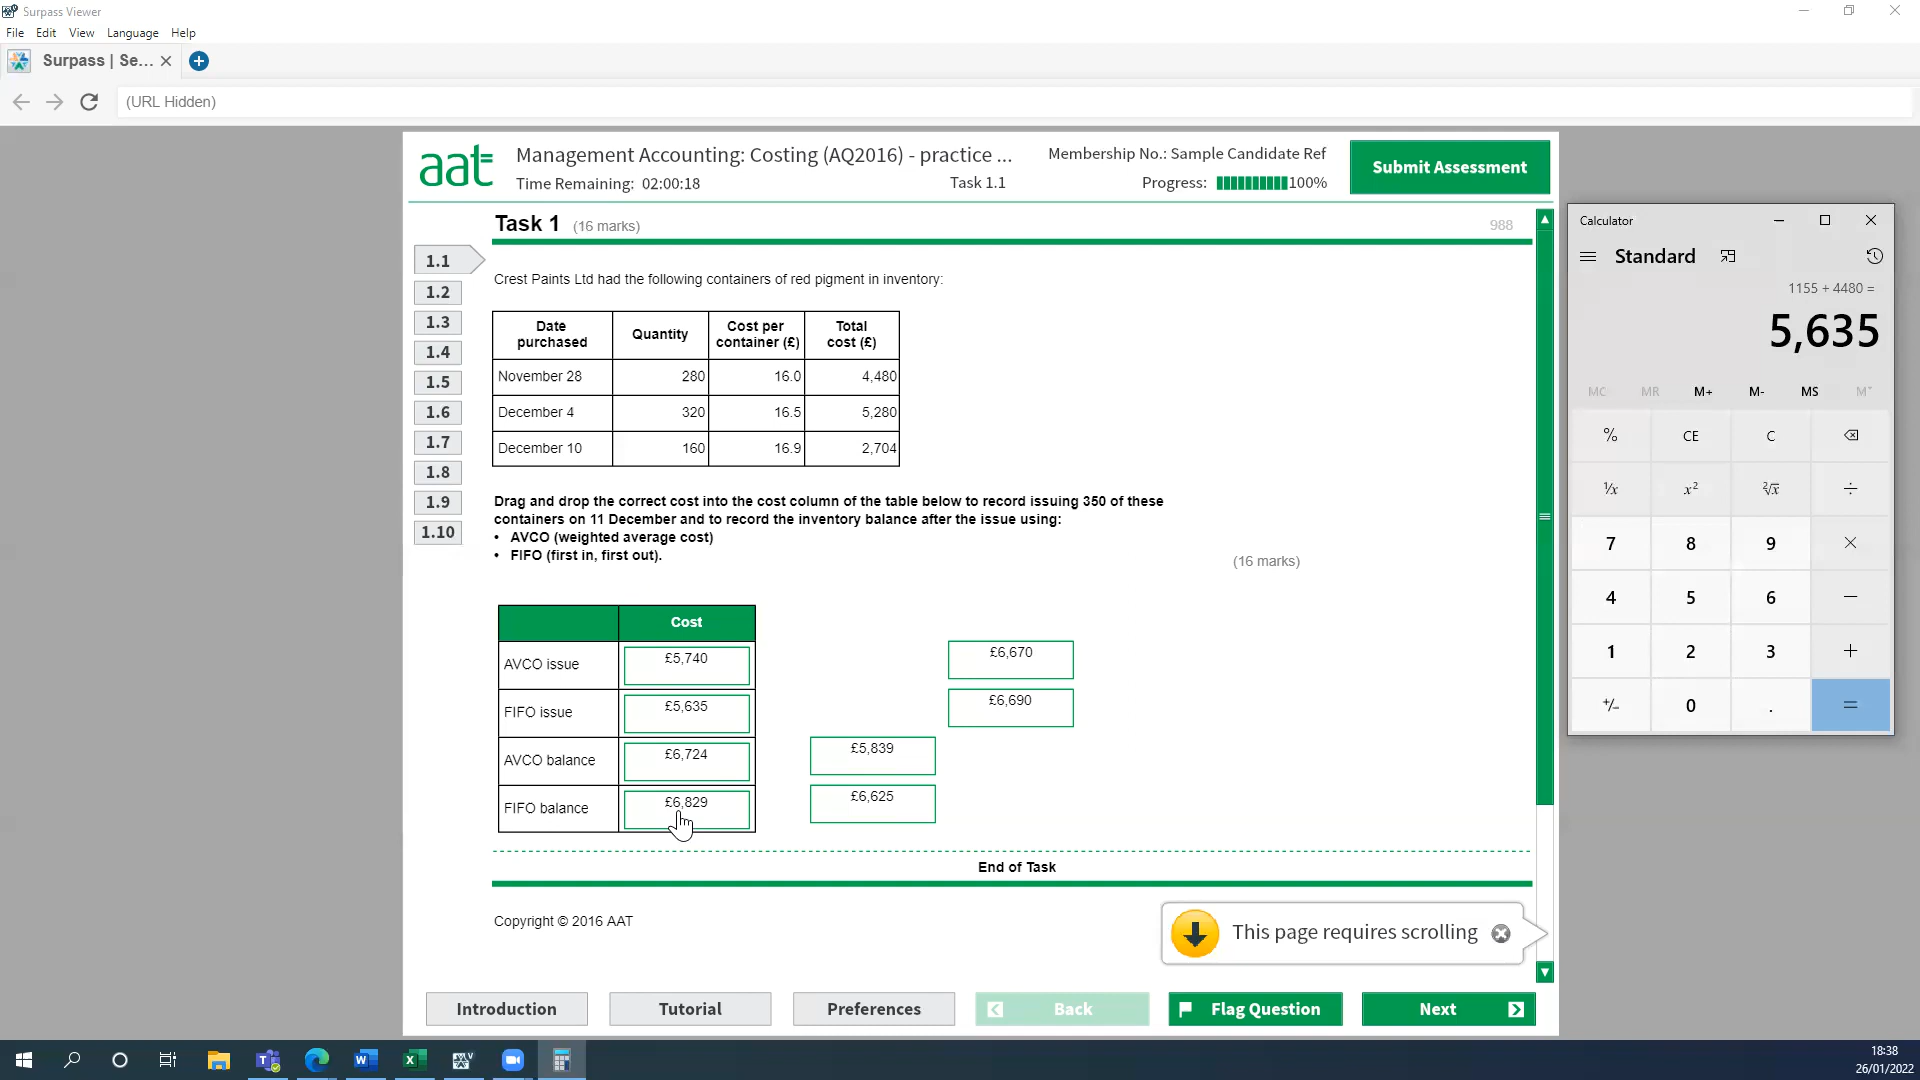 Surpass Viewer
File Edit View Language Help
Surpass | Se...
(URL Hidden)
aat
Management Accounting: Costing (AQ2016) - practice ...
Membership No.: Sample Candidate Ref
Submit Assessment
Time Remaining: 02:00:18
Task 1.1
Progress: 100%
Task 1 (16 marks)
988
1.1
1.2
1.3
1.4
1.5
1.6
1.7
1.8
1.9
1.10
Crest Paints Ltd had the following containers of red pigment in inventory:
Date purchased Quantity Cost per container (£) Total cost (£)
November 28 280 16.0 4,480
December 4 320 16.5 5,280
December 10 160 16.9 2,704
Drag and drop the correct cost into the cost column of the table below to record issuing 350 of these
containers on 11 December and to record the inventory balance after the issue using:
• AVCO (weighted average cost)
• FIFO (first in, first out).
(16 marks)
Cost
AVCO issue £5,740
FIFO issue £5,635
AVCO balance £6,724
FIFO balance £6,829
£6,670
£6,690
£5,839
£6,625
End of Task
Copyright © 2016 AAT
This page requires scrolling
Introduction Tutorial Preferences Back Flag Question Next
Calculator
Standard
1155 + 4480 =
5,635
MC MR M+ M- MS M˅
% CE C
⅟x x² ²√x ÷
7 8 9 ×
4 5 6 −
1 2 3 +
+/− 0 . =
18:38
26/01/2022